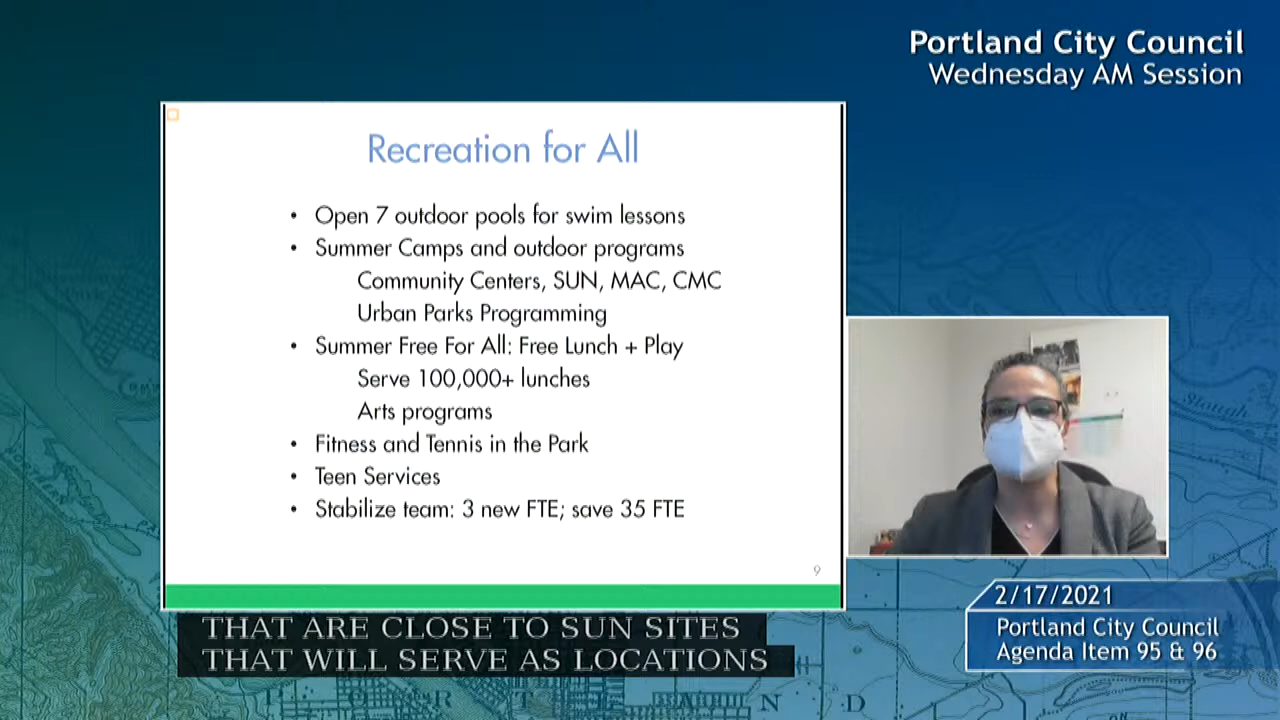 Portland City Council
Wednesday AM Session
Recreation for All
• Open 7 outdoor pools for swim lessons
• Summer Camps and outdoor programs
Community Centers, SUN, MAC, CMC
Urban Parks Programming
• Summer Free For All: Free Lunch + Play
Serve 100,000+ lunches
Arts programs
• Fitness and Tennis in the Park
• Teen Services
• Stabilize team: 3 new FTE; save 35 FTE
9
THAT ARE CLOSE TO SUN SITES
THAT WILL SERVE AS LOCATIONS
2/17/2021
Portland City Council
Agenda Item 95 & 96
Slough